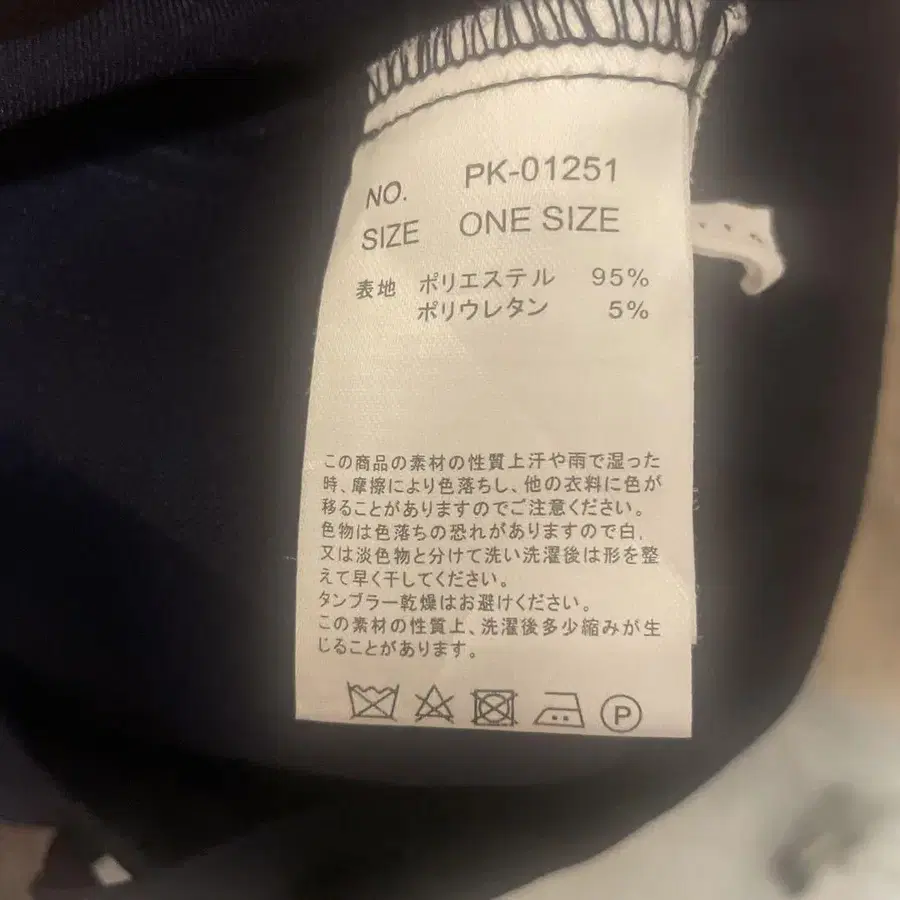 NO. PK-01251
SIZE ONE SIZE
表地 ポリエステル 95%
ポリウレタン 5%
この商品の素材の性質上汗や雨で湿った
時、摩擦により色落ちし、他の衣料に色が
移ることがありますのでご注意ください。
色物は色落ちの恐れがありますので白、
又は淡色物と分けて洗い洗濯後は形を整
えて早く干してください。
タンブラー乾燥はお避けください。
この素材の性質上、洗濯後多少縮みが生
じることがあります。
P